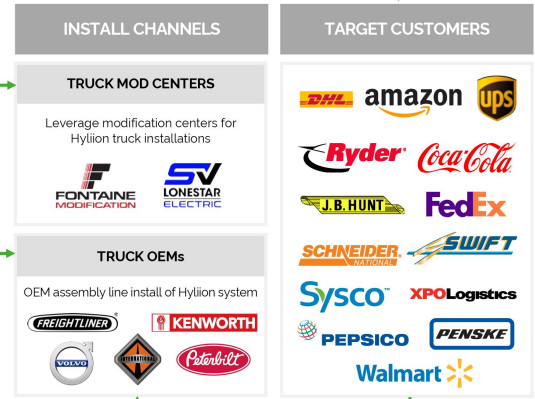 INSTALL CHANNELS
TRUCK MOD CENTERS
Leverage modification centers for
Hyliion truck installations
FONTAINE
MODIFICATION
SV
LONESTAR
ELECTRIC
TRUCK OEMs
OEM assembly line install of Hyliion system
FREIGHTLINER
KENWORTH
VOLVO
INTERNATIONAL
Peterbilt
TARGET CUSTOMERS
DHL
amazon
ups
Ryder
Coca-Cola
J.B. HUNT
FedEx
SCHNEIDER
NATIONAL
SWIFT
Sysco
XPOLogistics
PEPSICO
PENSKE
Walmart